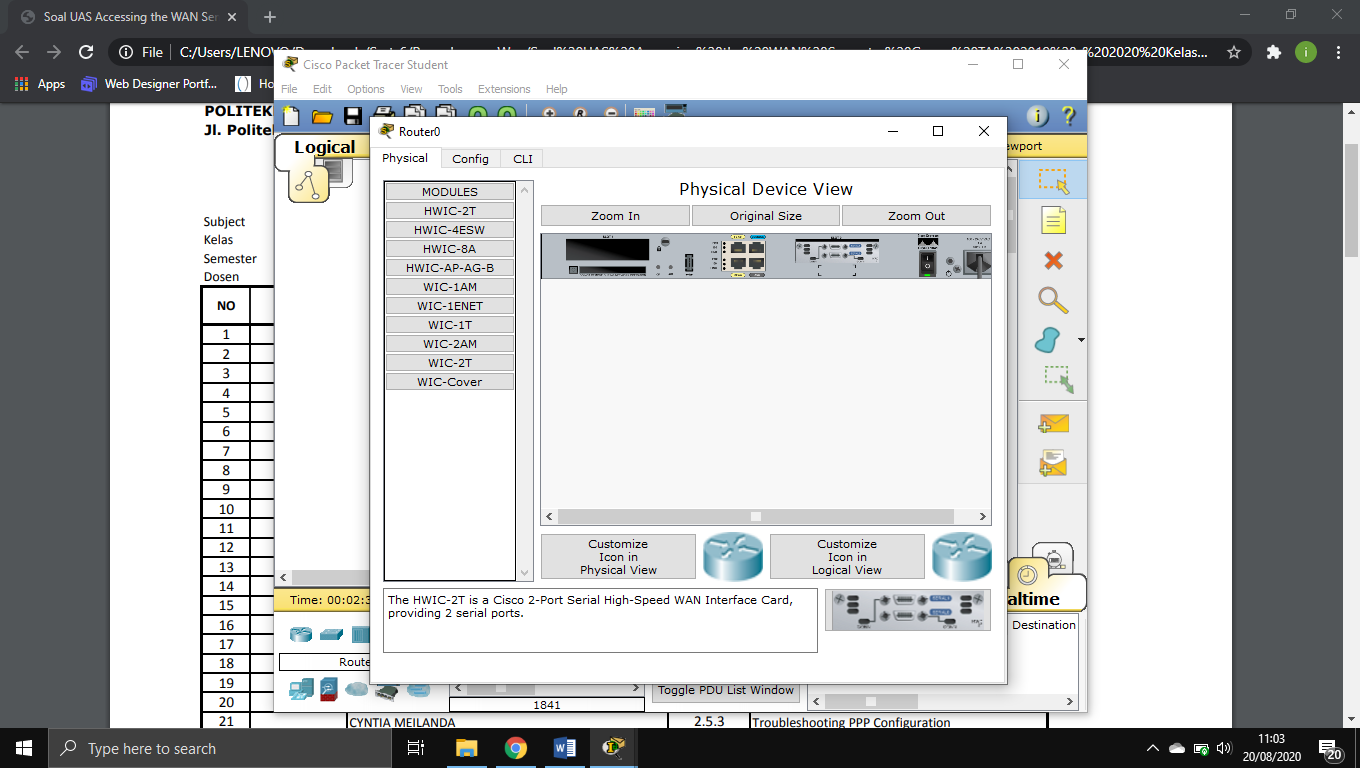 Soal UAS Accessing the WAN Ser
File
C:/Users/LENOVO/
%202020%20Kelas...
Apps
Web Designer Portf...
Cisco Packet Tracer Student
File Edit Options View Tools Extensions Help
POLITEK
Jl. Politel
Logical
Router0
Physical Config CLI
Subject
Kelas
Semester
Dosen
NO
1
2
3
4
5
6
7
8
9
10
11
12
13
14
15
16
17
18
19
20
21 CYNTIA MEILANDA 2.5.3 Troubleshooting PPP Configuration
MODULES
HWIC-2T
HWIC-4ESW
HWIC-8A
HWIC-AP-AG-B
WIC-1AM
WIC-1ENET
WIC-1T
WIC-2AM
WIC-2T
WIC-Cover
Physical Device View
Zoom In Original Size Zoom Out
Customize
Icon in
Physical View
Customize
Icon in
Logical View
The HWIC-2T is a Cisco 2-Port Serial High-Speed WAN Interface Card,
providing 2 serial ports.
ewport
Time: 00:02:3
altime
Destination
Route
1841
Toggle PDU List Window
Type here to search
11:03
20/08/2020
20